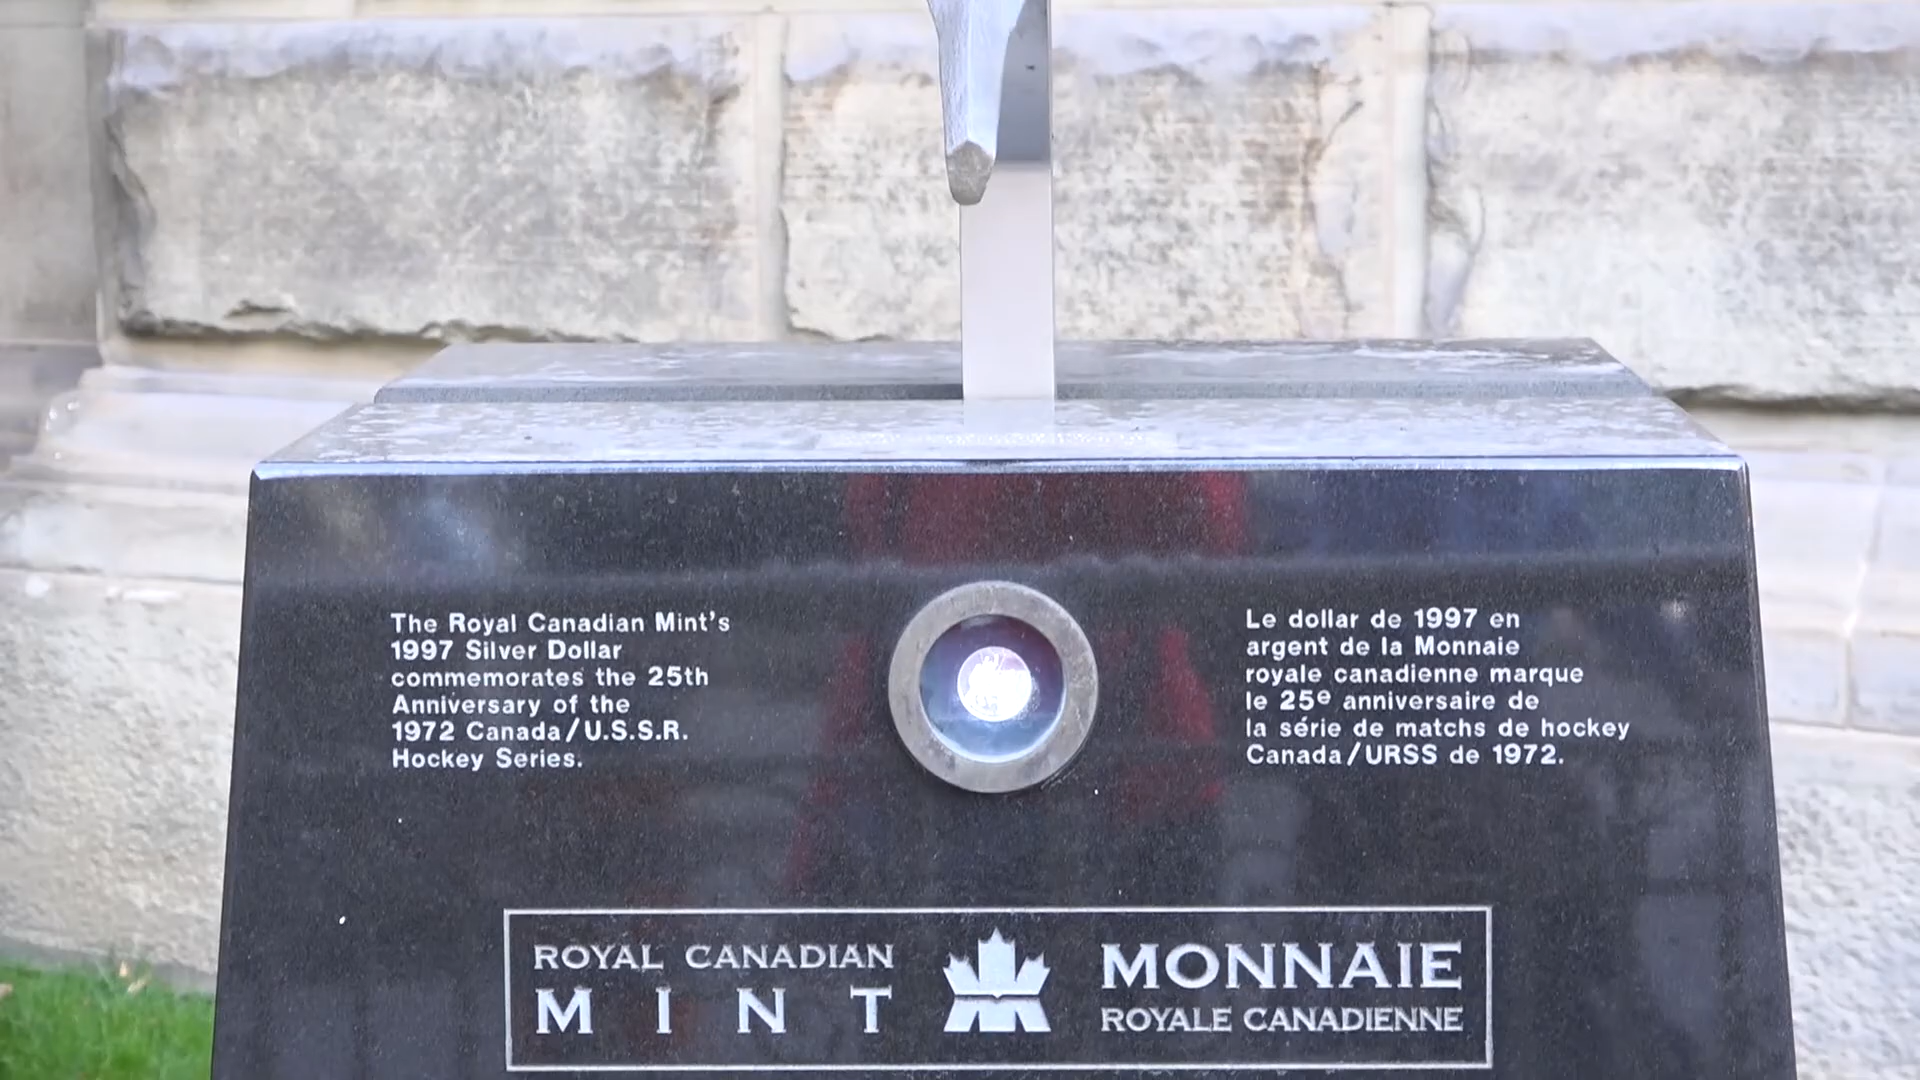 The Royal Canadian Mint's
1997 Silver Dollar
commemorates the 25th
Anniversary of the
1972 Canada/U.S.S.R.
Hockey Series.
Le dollar de 1997 en
argent de la Monnaie
royale canadienne marque
le 25e anniversaire de
la série de matchs de hockey
Canada/URSS de 1972.
ROYAL CANADIAN
MINT
MONNAIE
ROYALE CANADIENNE